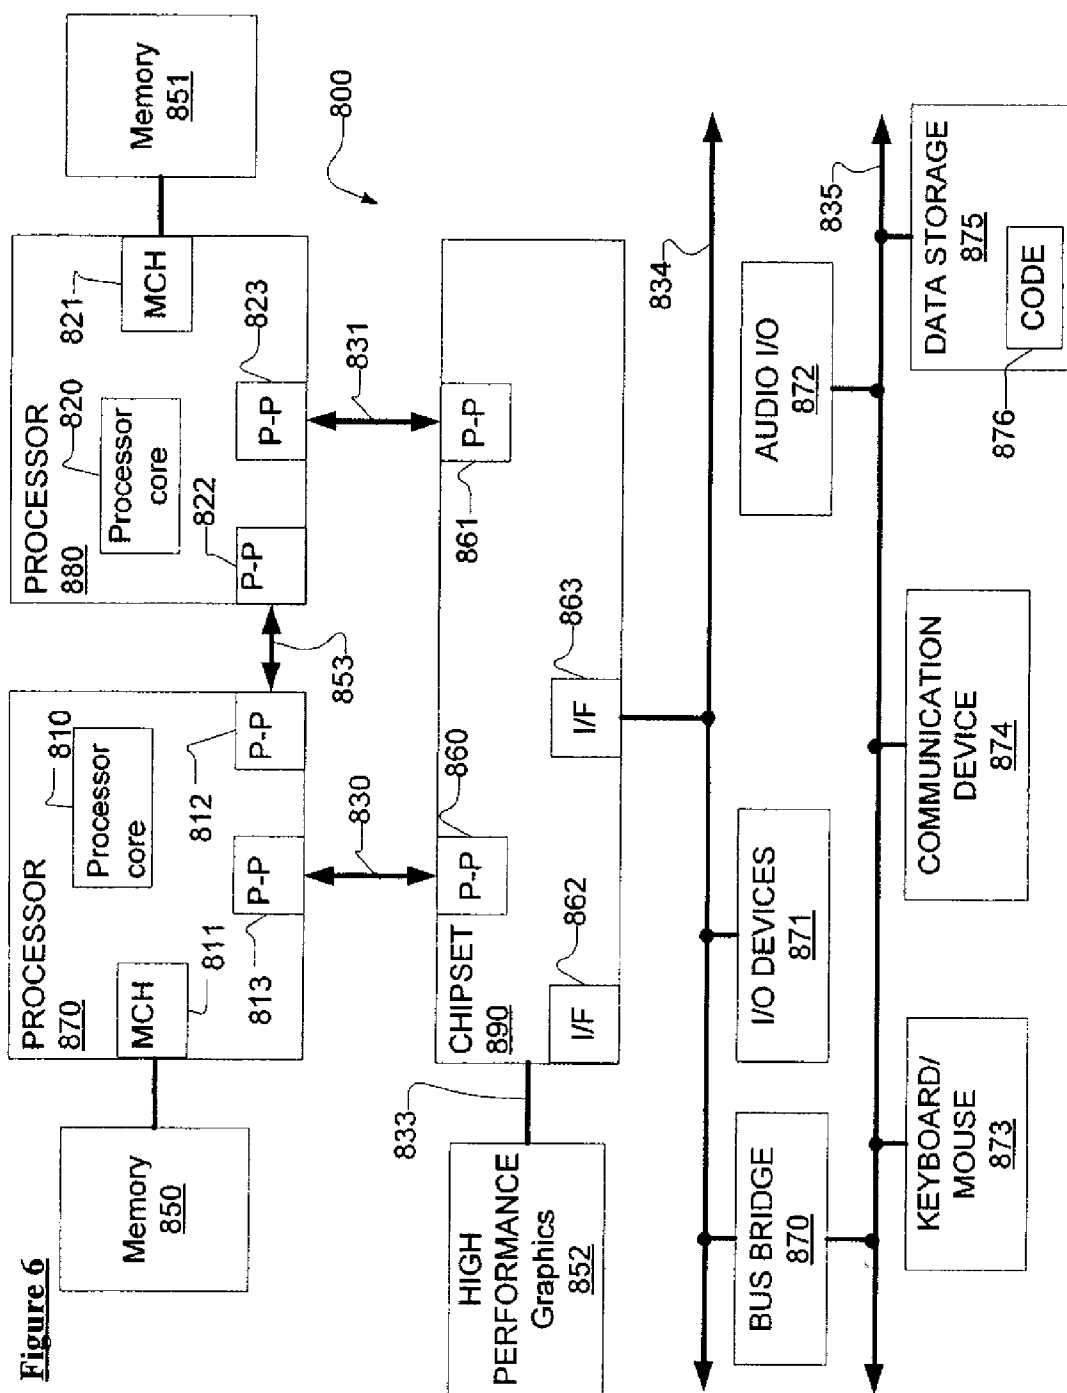 Figure 6
Memory
850
PROCESSOR
870
MCH
811
Processor
core
810
P-P
813
P-P
812
853
PROCESSOR
880
Processor
core
820
P-P
822
P-P
823
MCH
821
Memory
851
830
831
800
HIGH
PERFORMANCE
Graphics
852
833
CHIPSET
890
P-P
860
P-P
861
I/F
862
I/F
863
834
BUS BRIDGE
870
I/O DEVICES
871
AUDIO I/O
872
835
KEYBOARD/
MOUSE
873
COMMUNICATION
DEVICE
874
DATA STORAGE
875
CODE
876